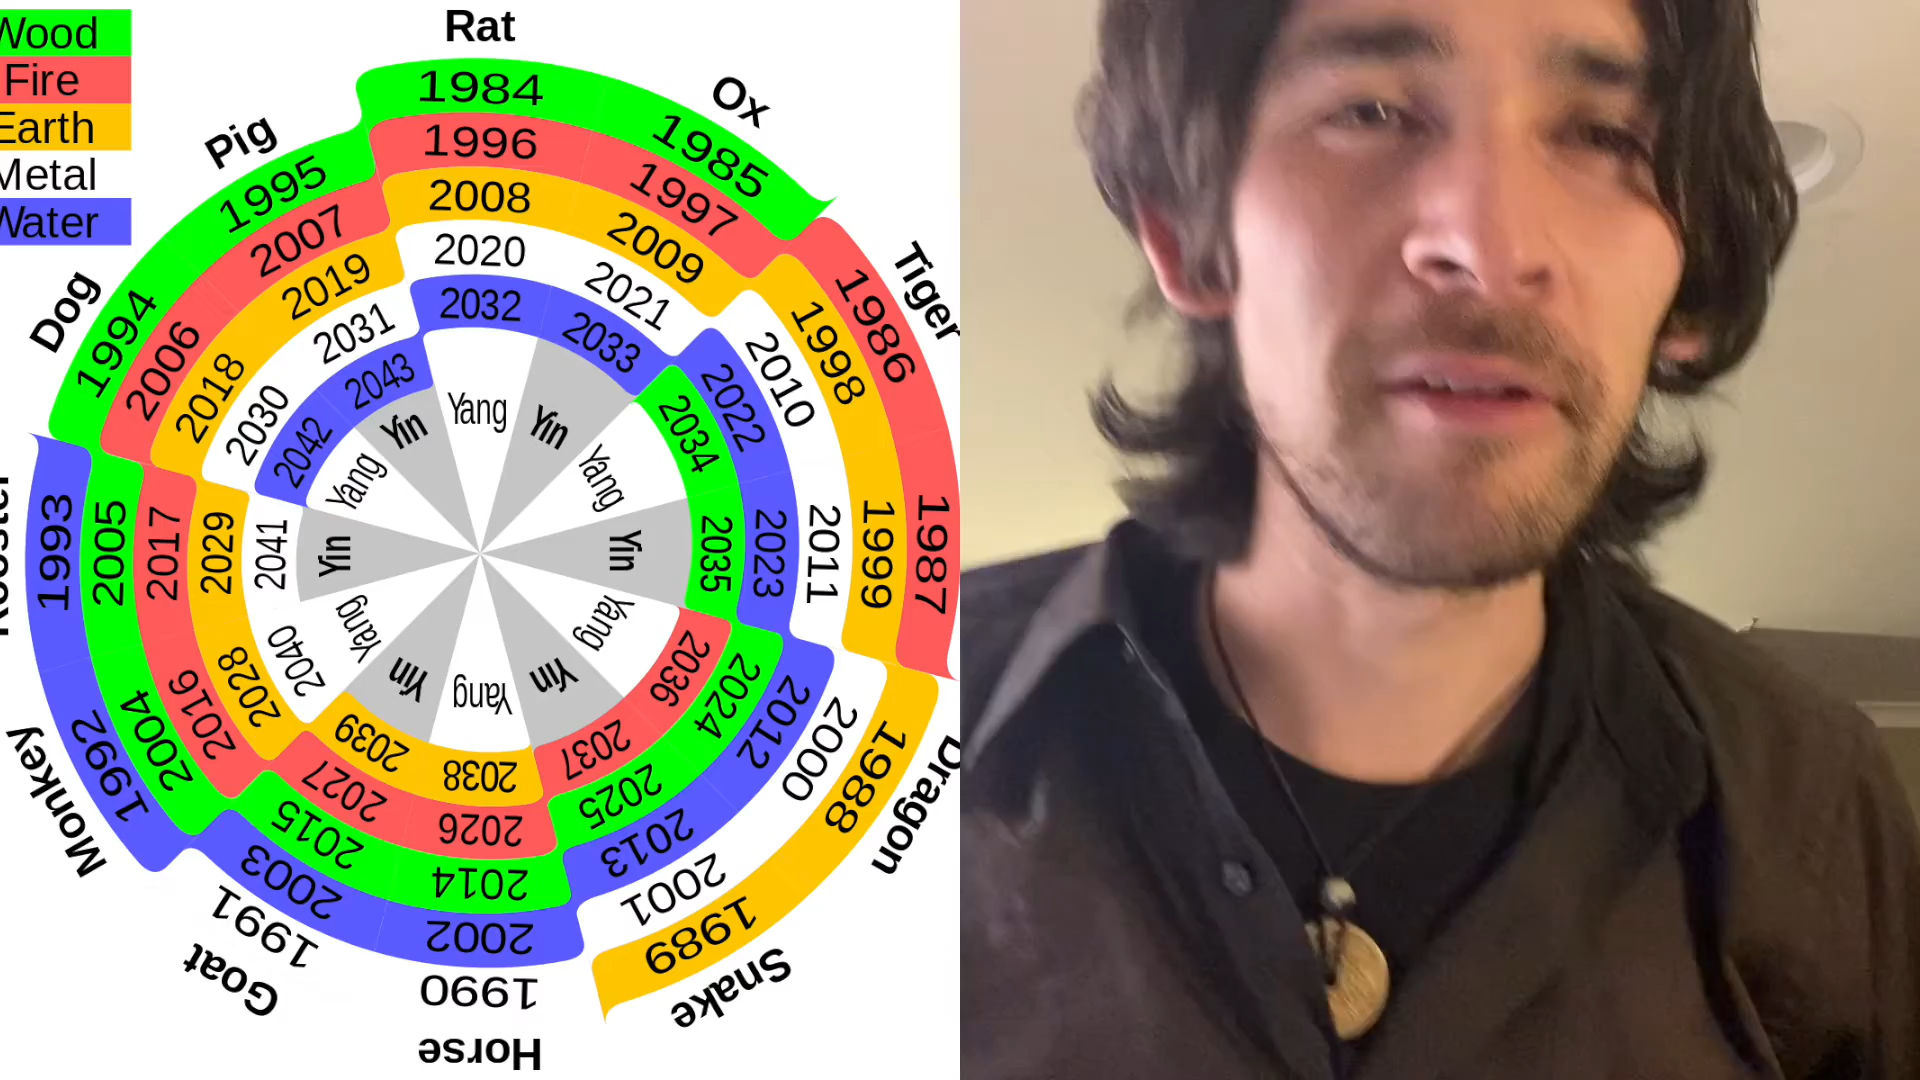 Wood
Fire
Earth
Metal
Water
Rat
Ox
Tiger
Dragon
Snake
Horse
Goat
Monkey
Dog
Pig
1984
1985
1986
1987
1988
1989
1990
1991
1992
1993
1994
1995
1996
1997
1998
1999
2000
2001
2002
2003
2004
2005
2006
2007
2008
2009
2010
2011
2012
2013
2014
2015
2016
2017
2018
2019
2020
2021
2022
2023
2024
2025
2026
2027
2028
2029
2030
2031
2032
2033
2034
2035
2036
2037
2038
2039
2040
2041
2042
2043
Yang
Yin
Yang
Yin
Yang
Yin
Yang
Yin
Yang
Yin
Yang
Yin